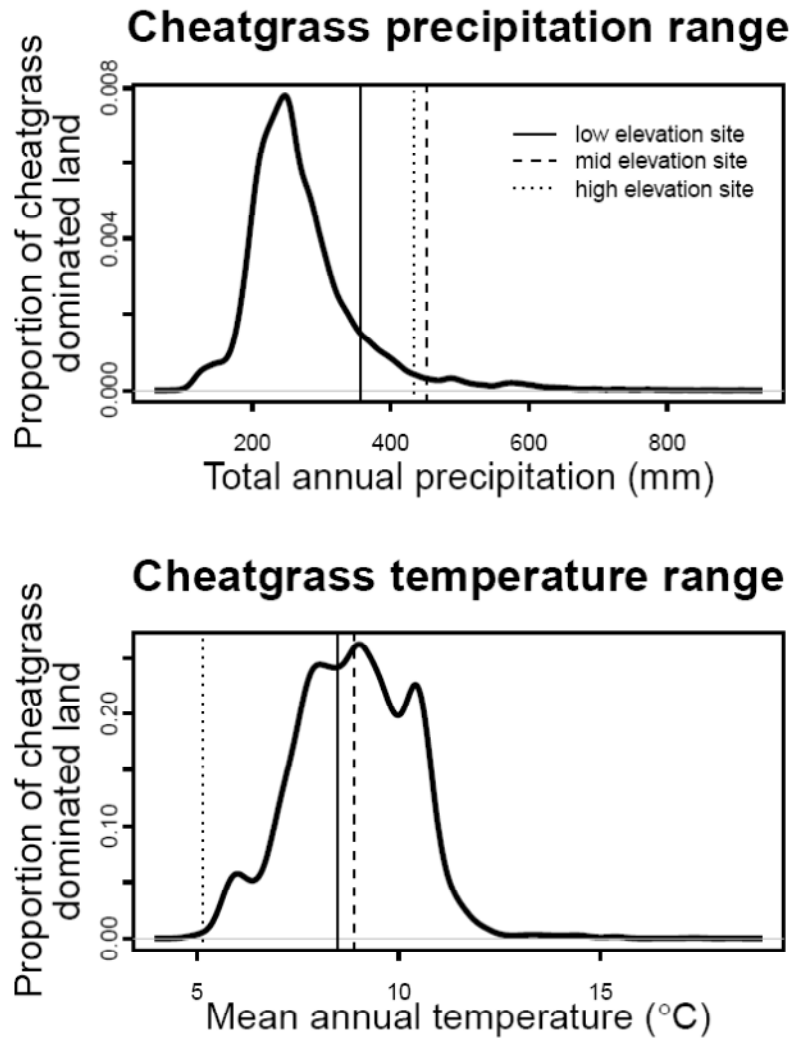 Cheatgrass precipitation range
Proportion of cheatgrass
dominated land
0.008
0.004
0.000
low elevation site
mid elevation site
high elevation site
200 400 600 800
Total annual precipitation (mm)
Cheatgrass temperature range
Proportion of cheatgrass
dominated land
0.20
0.10
0.00
5 10 15
Mean annual temperature (°C)